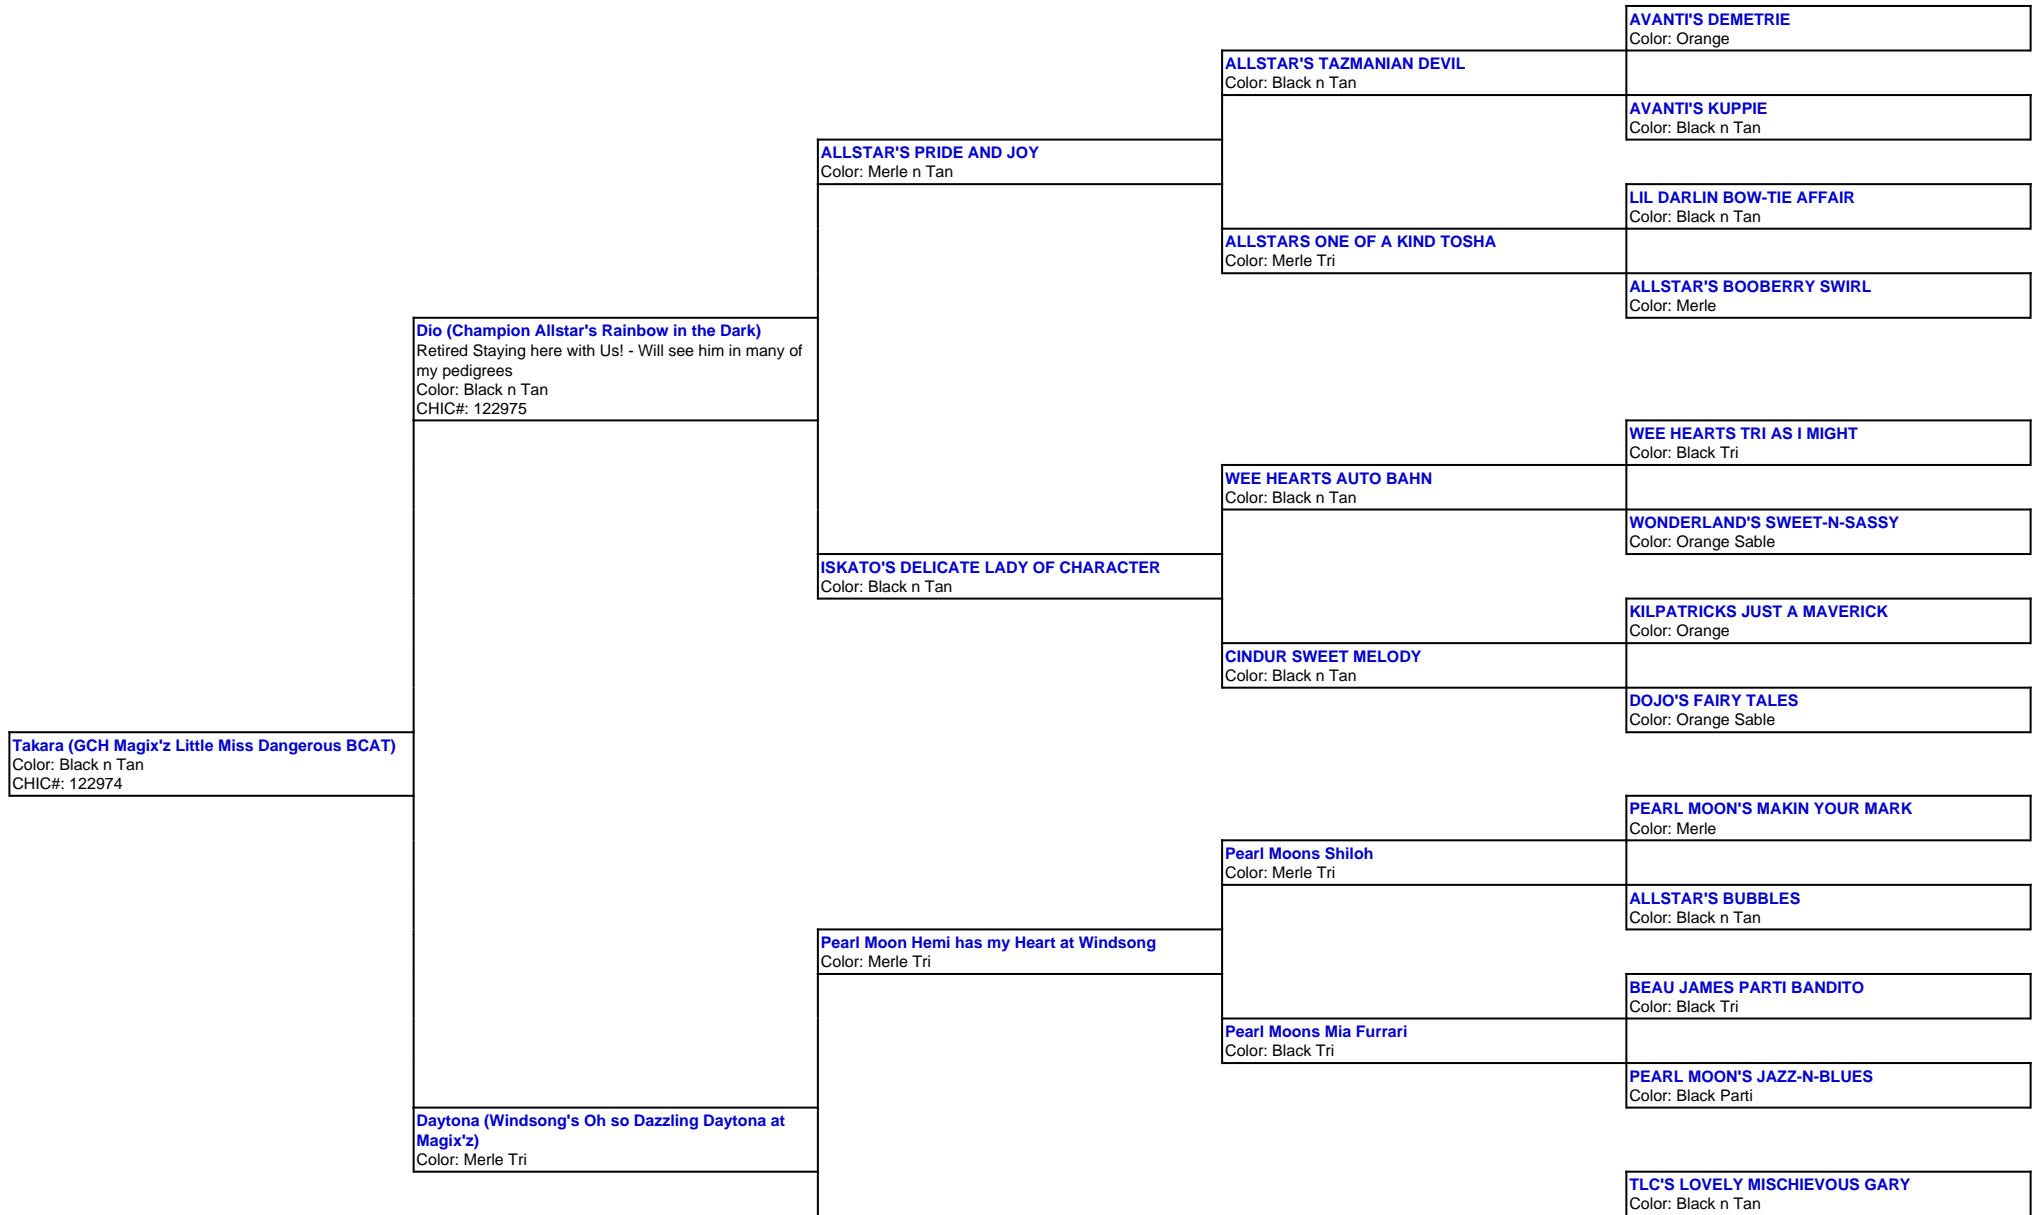 AVANTI'S DEMETRIE
Color: Orange
ALLSTAR'S TAZMANIAN DEVIL
Color: Black n Tan
AVANTI'S KUPPIE
Color: Black n Tan
ALLSTAR'S PRIDE AND JOY
Color: Merle n Tan
LIL DARLIN BOW-TIE AFFAIR
Color: Black n Tan
ALLSTARS ONE OF A KIND TOSHA
Color: Merle Tri
ALLSTAR'S BOOBERRY SWIRL
Color: Merle
Dio (Champion Allstar's Rainbow in the Dark)
Retired Staying here with Us! - Will see him in many of
my pedigrees
Color: Black n Tan
CHIC#: 122975
WEE HEARTS TRI AS I MIGHT
Color: Black Tri
WEE HEARTS AUTO BAHN
Color: Black n Tan
WONDERLAND'S SWEET-N-SASSY
Color: Orange Sable
ISKATO'S DELICATE LADY OF CHARACTER
Color: Black n Tan
KILPATRICKS JUST A MAVERICK
Color: Orange
CINDUR SWEET MELODY
Color: Black n Tan
DOJO'S FAIRY TALES
Color: Orange Sable
Takara (GCH Magix'z Little Miss Dangerous BCAT)
Color: Black n Tan
CHIC#: 122974
PEARL MOON'S MAKIN YOUR MARK
Color: Merle
Pearl Moons Shiloh
Color: Merle Tri
ALLSTAR'S BUBBLES
Color: Black n Tan
Pearl Moon Hemi has my Heart at Windsong
Color: Merle Tri
BEAU JAMES PARTI BANDITO
Color: Black Tri
Pearl Moons Mia Furrari
Color: Black Tri
PEARL MOON'S JAZZ-N-BLUES
Color: Black Parti
Daytona (Windsong's Oh so Dazzling Daytona at
Magix'z)
Color: Merle Tri
TLC'S LOVELY MISCHIEVOUS GARY
Color: Black n Tan